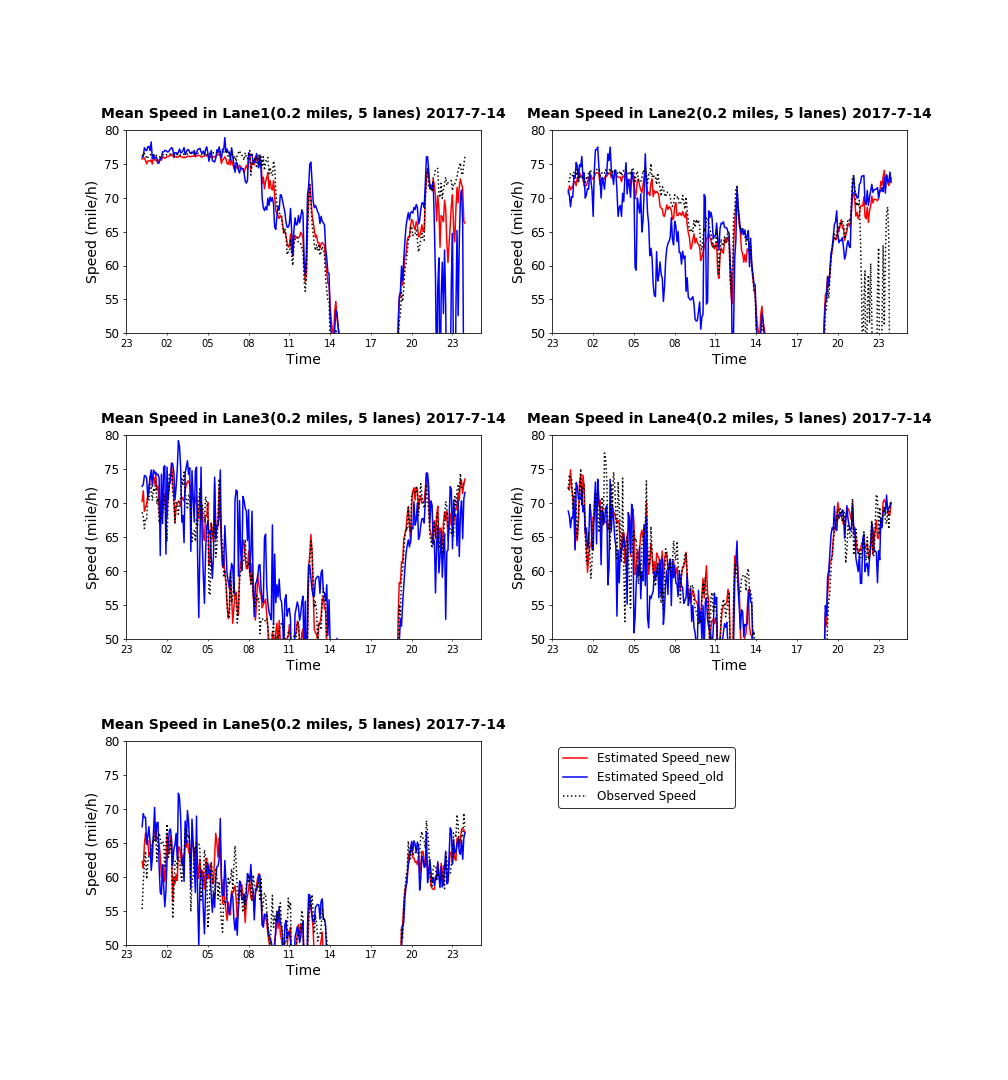 Mean Speed in Lane1(0.2 miles, 5 lanes) 2017-7-14
80
75
70
65
60
55
50
Speed (mile/h)
23 02 05 08 11 14 17 20 23
Time
Mean Speed in Lane2(0.2 miles, 5 lanes) 2017-7-14
80
75
70
65
60
55
50
Speed (mile/h)
23 02 05 08 11 14 17 20 23
Time
Mean Speed in Lane3(0.2 miles, 5 lanes) 2017-7-14
80
75
70
65
60
55
50
Speed (mile/h)
23 02 05 08 11 14 17 20 23
Time
Mean Speed in Lane4(0.2 miles, 5 lanes) 2017-7-14
80
75
70
65
60
55
50
Speed (mile/h)
23 02 05 08 11 14 17 20 23
Time
Mean Speed in Lane5(0.2 miles, 5 lanes) 2017-7-14
80
75
70
65
60
55
50
Speed (mile/h)
23 02 05 08 11 14 17 20 23
Time
Estimated Speed_new
Estimated Speed_old
Observed Speed